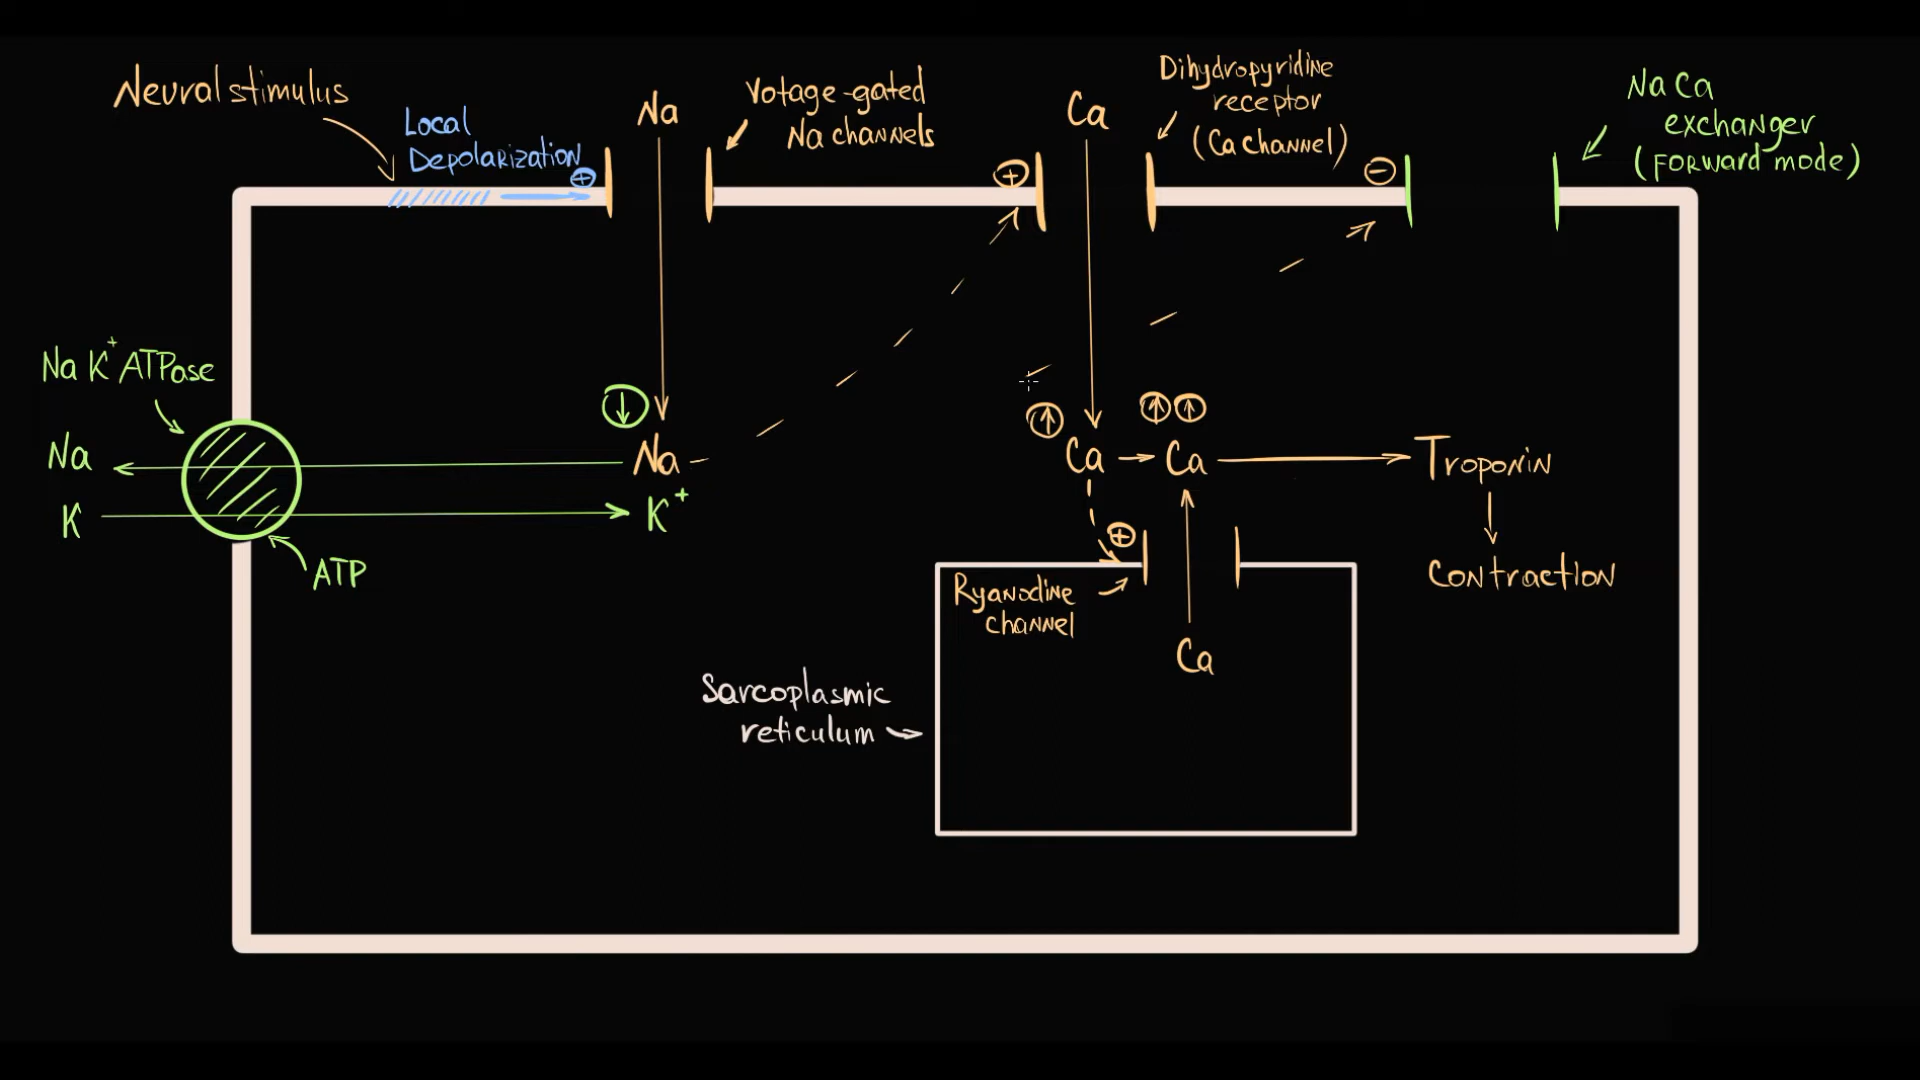 Neural stimulus
Local
Depolarization
Na
Votage-gated
Na channels
Ca
Dihydropyridine
receptor
(Ca channel)
Na Ca
exchanger
(forward mode)
Na K+ ATPase
Na
K
ATP
Na
K+
Ca
Ca
Troponin
Contraction
Ryanodine
channel
Ca
Sarcoplasmic
reticulum